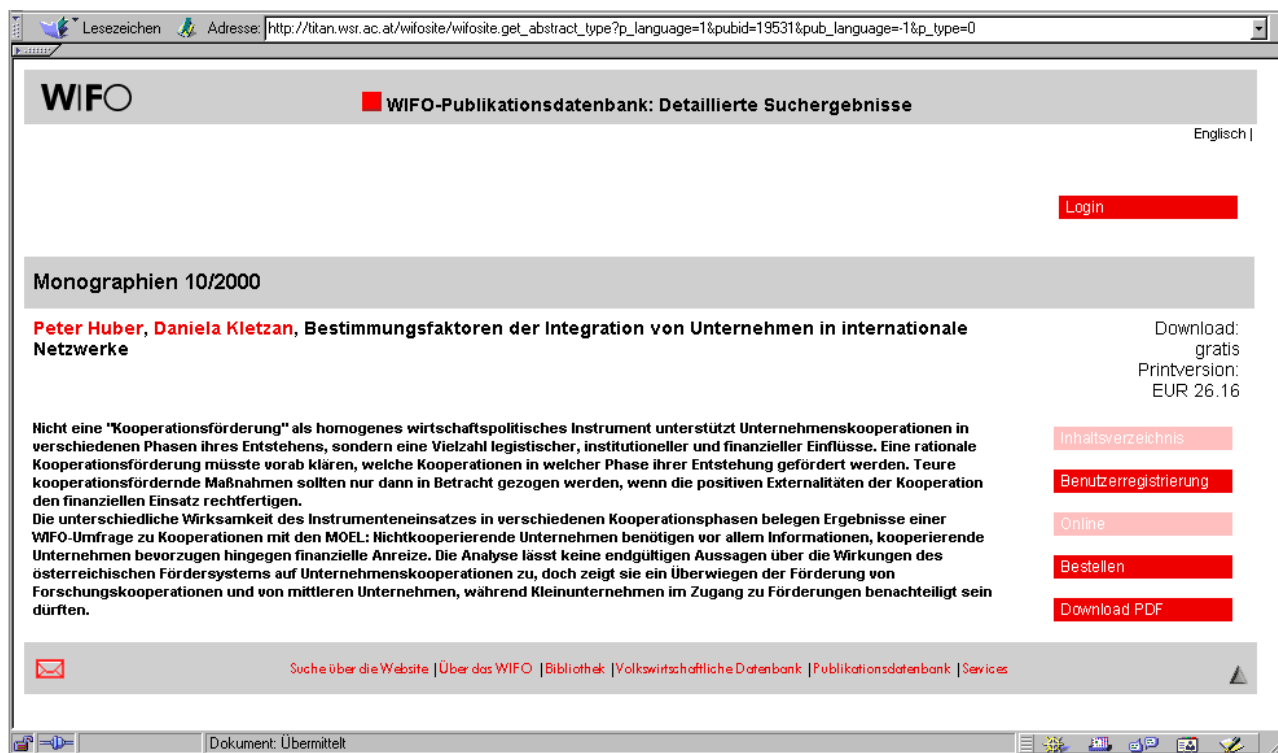 Lesezeichen Adresse: http://titan.wsr.ac.at/wifosite/wifosite.get_abstract_type?p_language=1&pubid=19531&pub_language=-1&p_type=0
WIFO
WIFO-Publikationsdatenbank: Detaillierte Suchergebnisse
Englisch |
Login
Monographien 10/2000
Peter Huber, Daniela Kletzan, Bestimmungsfaktoren der Integration von Unternehmen in internationale
Netzwerke
Download:
gratis
Printversion:
EUR 26.16
Nicht eine "Kooperationsförderung" als homogenes wirtschaftspolitisches Instrument unterstützt Unternehmenskooperationen in
verschiedenen Phasen ihres Entstehens, sondern eine Vielzahl legistischer, institutioneller und finanzieller Einflüsse. Eine rationale
Kooperationsförderung müsste vorab klären, welche Kooperationen in welcher Phase ihrer Entstehung gefördert werden. Teure
kooperationsfördernde Maßnahmen sollten nur dann in Betracht gezogen werden, wenn die positiven Externalitäten der Kooperation
den finanziellen Einsatz rechtfertigen.
Die unterschiedliche Wirksamkeit des Instrumenteneinsatzes in verschiedenen Kooperationsphasen belegen Ergebnisse einer
WIFO-Umfrage zu Kooperationen mit den MOEL: Nichtkooperierende Unternehmen benötigen vor allem Informationen, kooperierende
Unternehmen bevorzugen hingegen finanzielle Anreize. Die Analyse lässt keine endgültigen Aussagen über die Wirkungen des
österreichischen Fördersystems auf Unternehmenskooperationen zu, doch zeigt sie ein Überwiegen der Förderung von
Forschungskooperationen und von mittleren Unternehmen, während Kleinunternehmen im Zugang zu Förderungen benachteiligt sein
dürften.
Inhaltsverzeichnis
Benutzerregistrierung
Online
Bestellen
Download PDF
Suche über die Website | Über das WIFO | Bibliothek | Volkswirtschaftliche Datenbank | Publikationsdatenbank | Services
Dokument: Übermittelt